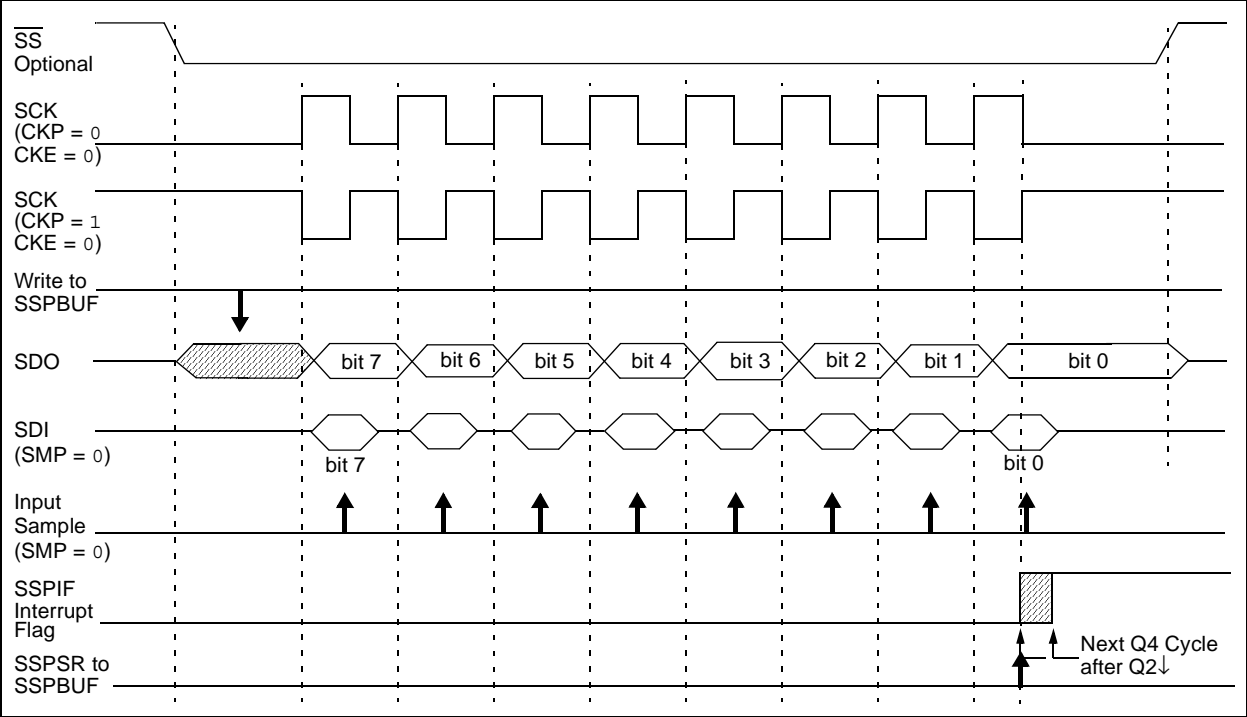 SS
Optional
SCK
(CKP = 0
CKE = 0)
SCK
(CKP = 1
CKE = 0)
Write to
SSPBUF
SDO
bit 7 bit 6 bit 5 bit 4 bit 3 bit 2 bit 1 bit 0
SDI
(SMP = 0)
bit 7 bit 0
Input
Sample
(SMP = 0)
SSPIF
Interrupt
Flag
Next Q4 Cycle
after Q2↓
SSPSR to
SSPBUF